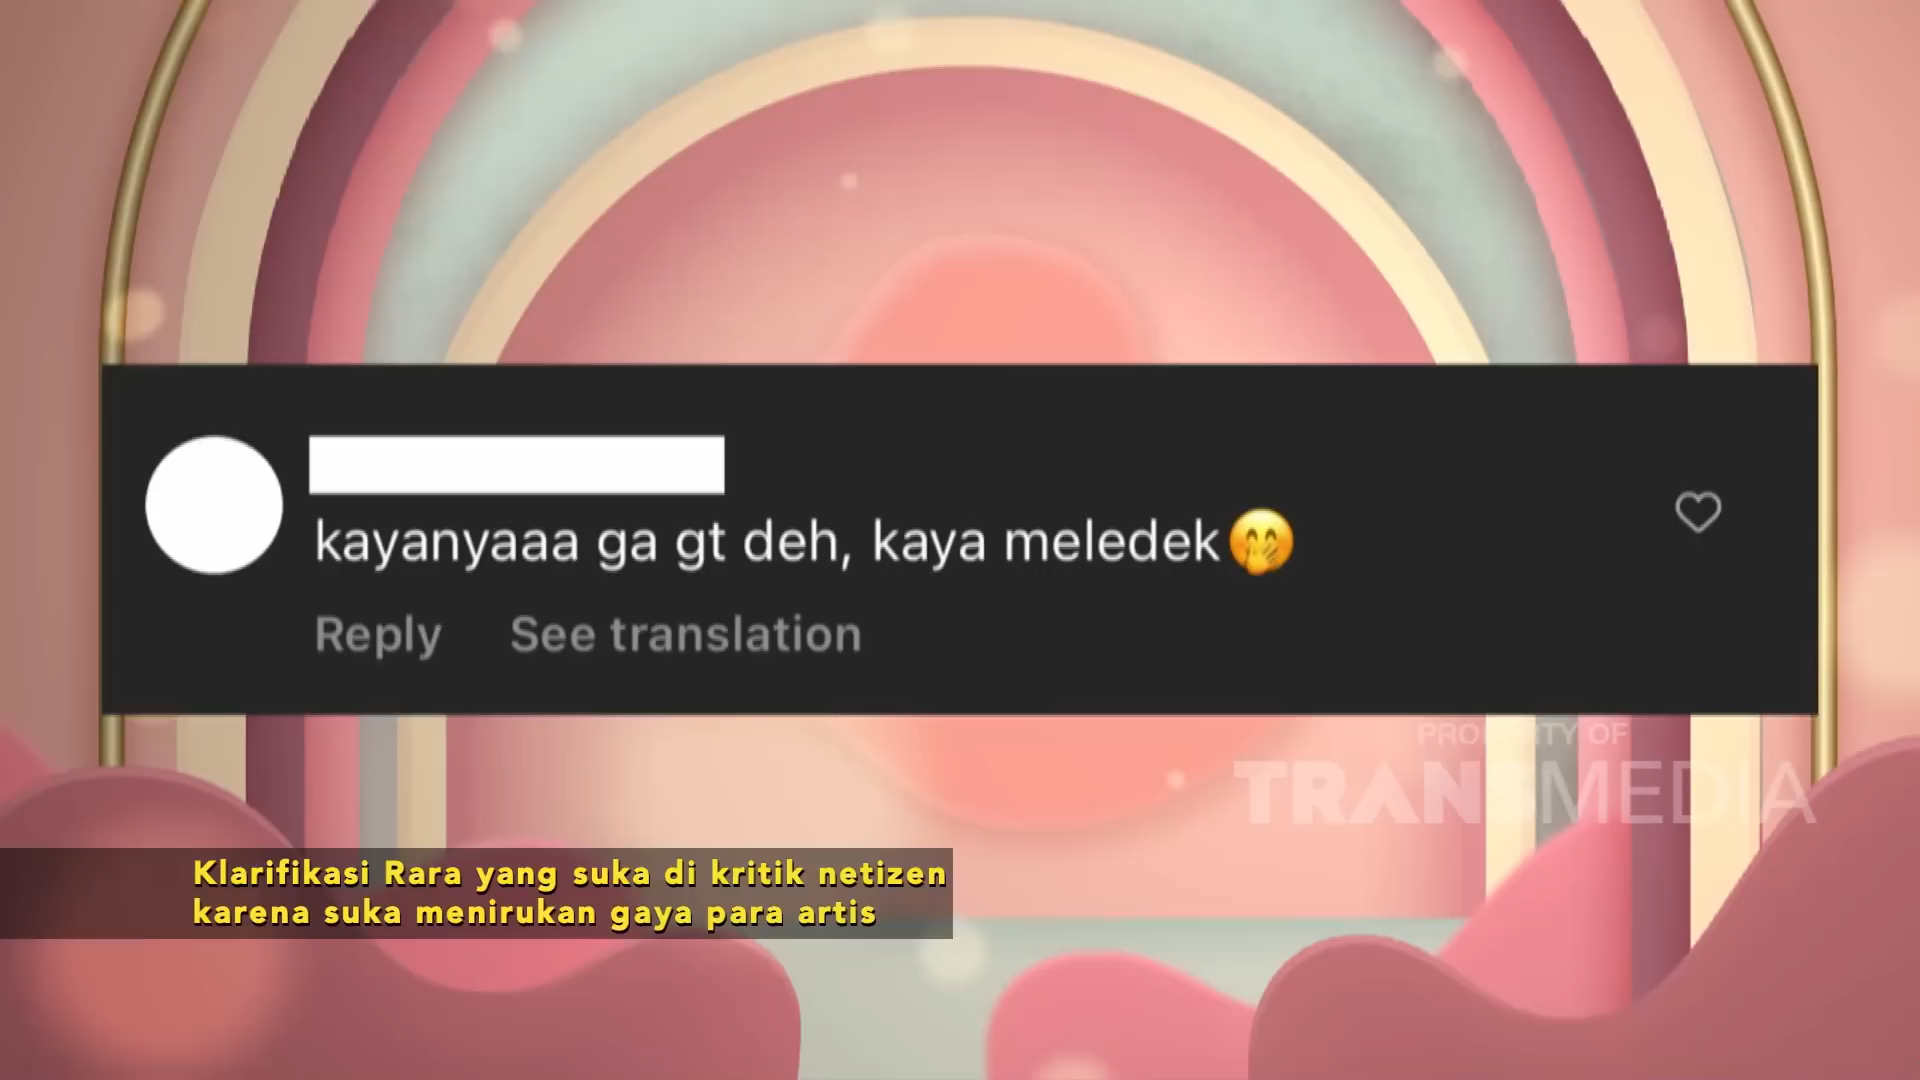 kayanyaaa ga gt deh, kaya meledek🤭
Reply See translation
PROPERTY OF
TRANSMEDIA
Klarifikasi Rara yang suka di kritik netizen
karena suka menirukan gaya para artis